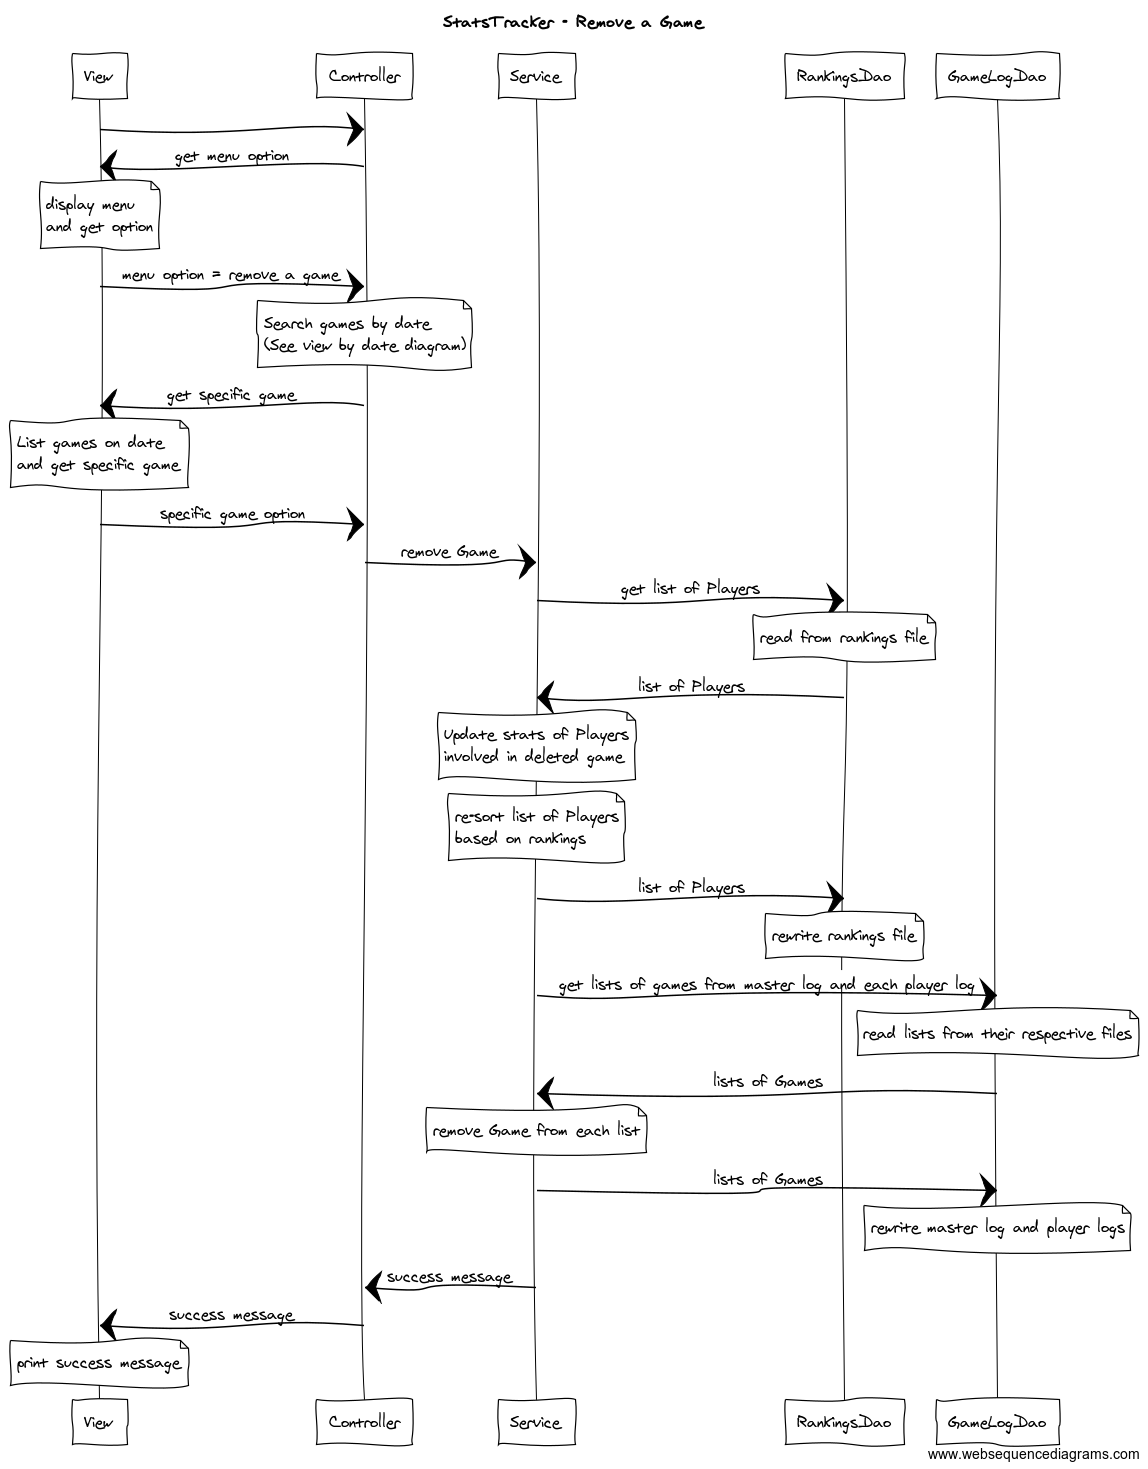 StatsTracker - Remove a Game
View
Controller
Service
RankingsDao
GameLogDao
get menu option
display menu
and get option
menu option = remove a game
Search games by date
(See view by date diagram)
get specific game
List games on date
and get specific game
specific game option
remove Game
get list of Players
read from rankings file
list of Players
Update stats of Players
involved in deleted game
re-sort list of Players
based on rankings
list of Players
rewrite rankings file
get lists of games from master log and each player log
read lists from their respective files
lists of Games
remove Game from each list
lists of Games
rewrite master log and player logs
success message
success message
print success message
View
Controller
Service
RankingsDao
GameLogDao
www.websequencediagrams.com